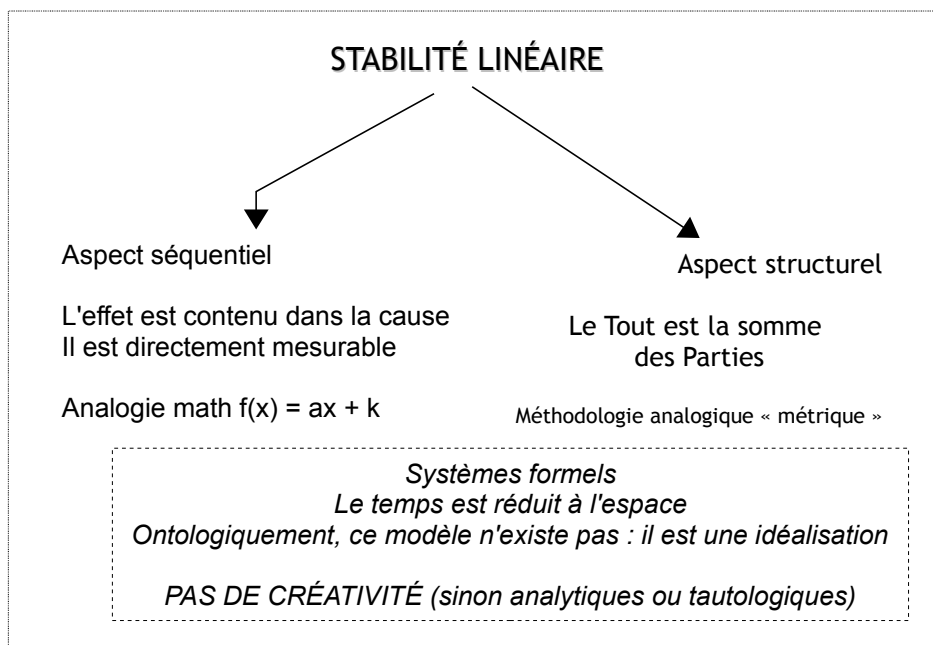 STABILITÉ LINÉAIRE
Aspect séquentiel
L'effet est contenu dans la cause
Il est directement mesurable
Analogie math f(x) = ax + k
Aspect structurel
Le Tout est la somme
des Parties
Méthodologie analogique « métrique »
Systèmes formels
Le temps est réduit à l'espace
Ontologiquement, ce modèle n'existe pas : il est une idéalisation
PAS DE CRÉATIVITÉ (sinon analytiques ou tautologiques)